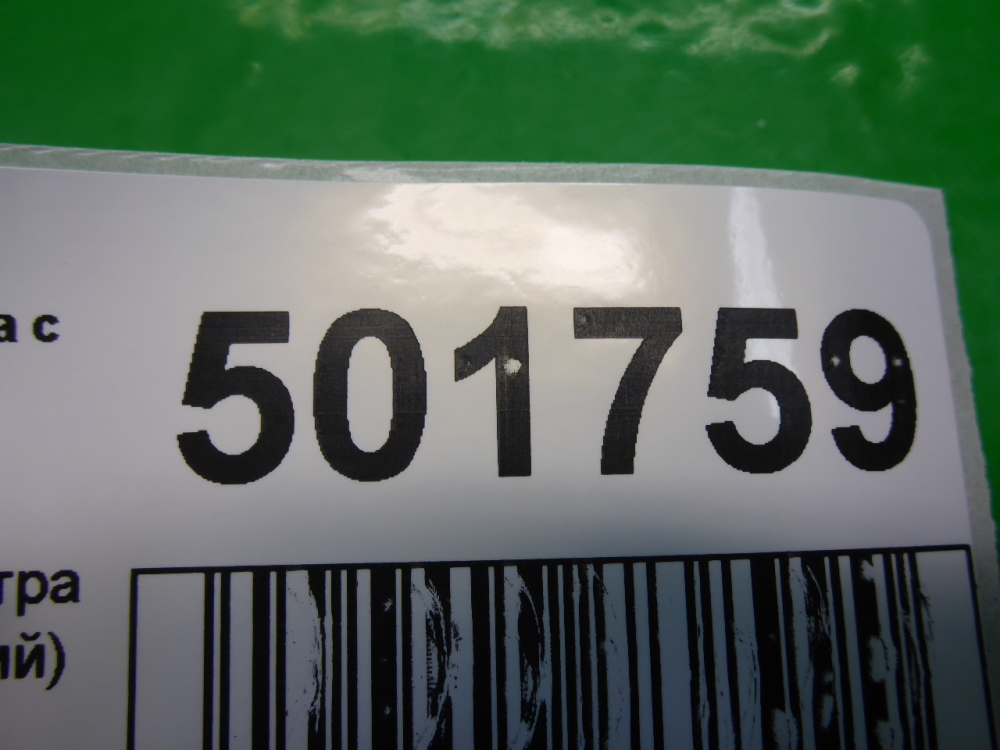 а с
501759
тра
ий)